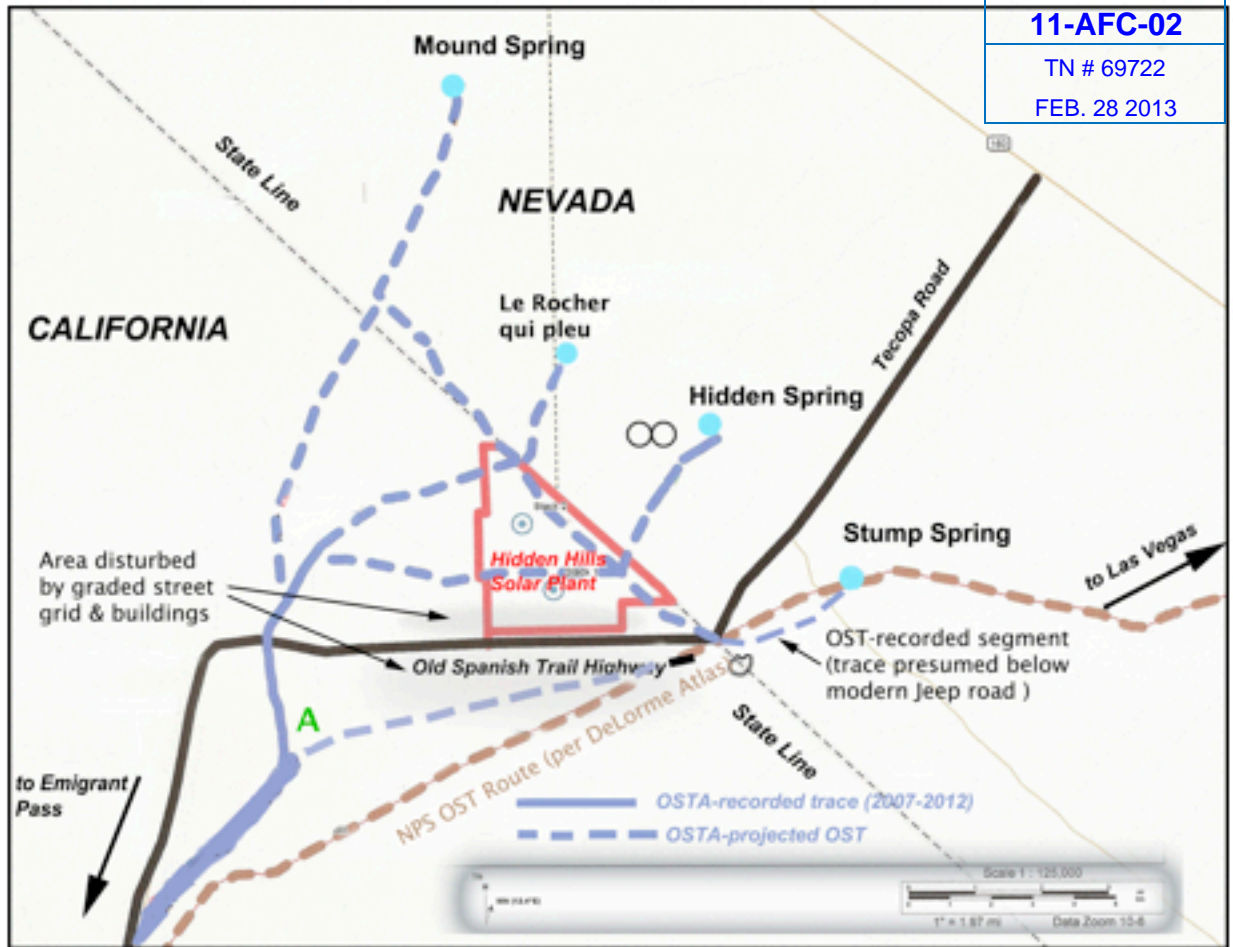 11-AFC-02
TN # 69722
FEB. 28 2013
Mound Spring
State Line
NEVADA
CALIFORNIA
Le Rocher
qui pleu
Tecopa Road
Hidden Spring
Stump Spring
to Las Vegas
Area disturbed
by graded street
grid & buildings
Hidden Hills
Solar Plant
Old Spanish Trail Highway
OST-recorded segment
(trace presumed below
modern Jeep road )
A
State Line
to Emigrant
Pass
NPS OST Route (per DeLorme Atlas)
OSTA-recorded trace (2007-2012)
OSTA-projected OST
Scale 1 : 125,000
1" = 1.97 mi
Data Zoom 10-6